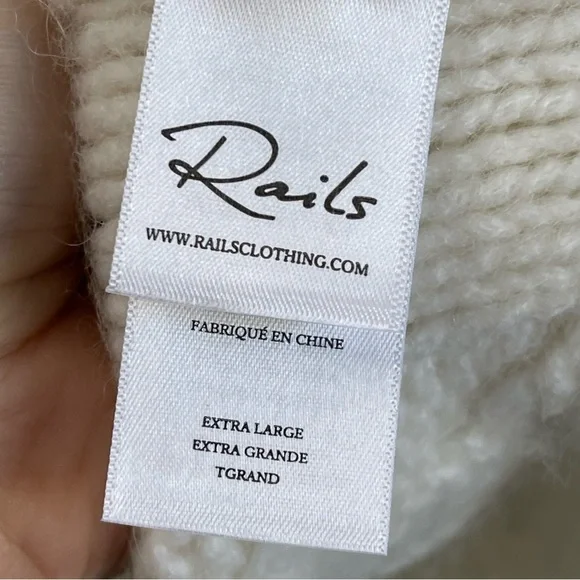 Rails
WWW.RAILSCLOTHING.COM
FABRIQUÉ EN CHINE
EXTRA LARGE
EXTRA GRANDE
TGRAND